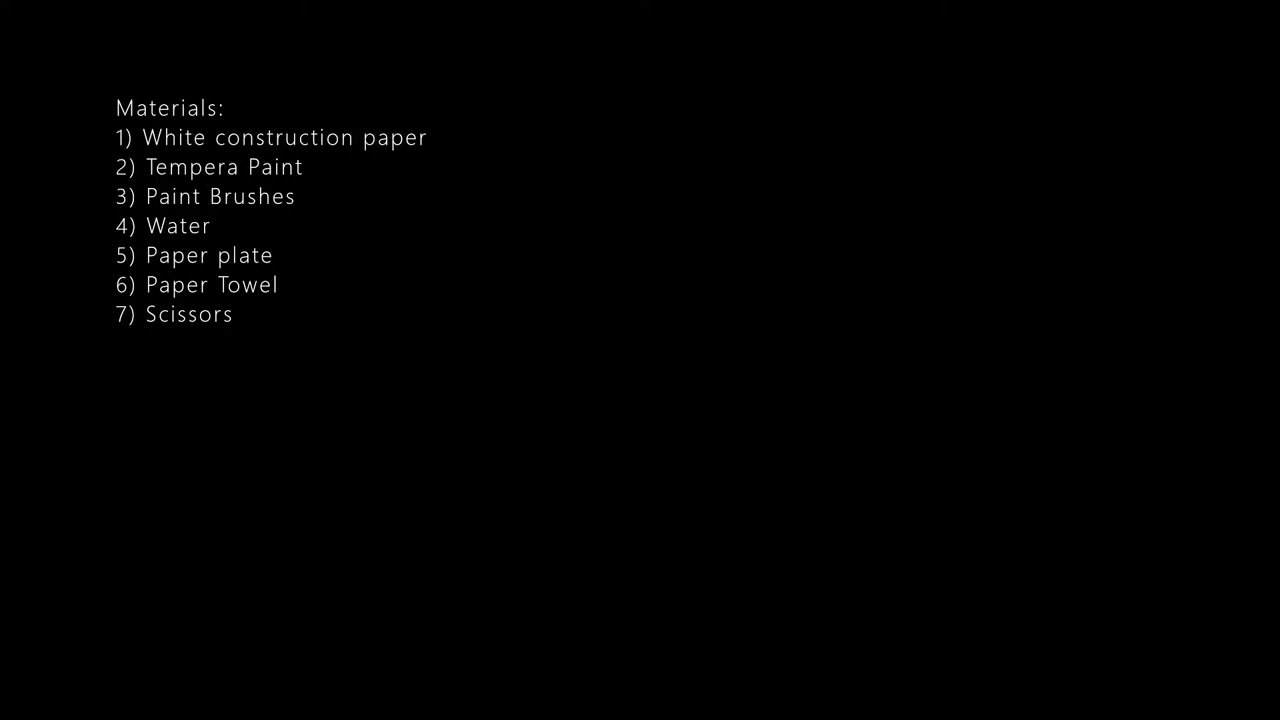 Materials:
1) White construction paper
2) Tempera Paint
3) Paint Brushes
4) Water
5) Paper plate
6) Paper Towel
7) Scissors